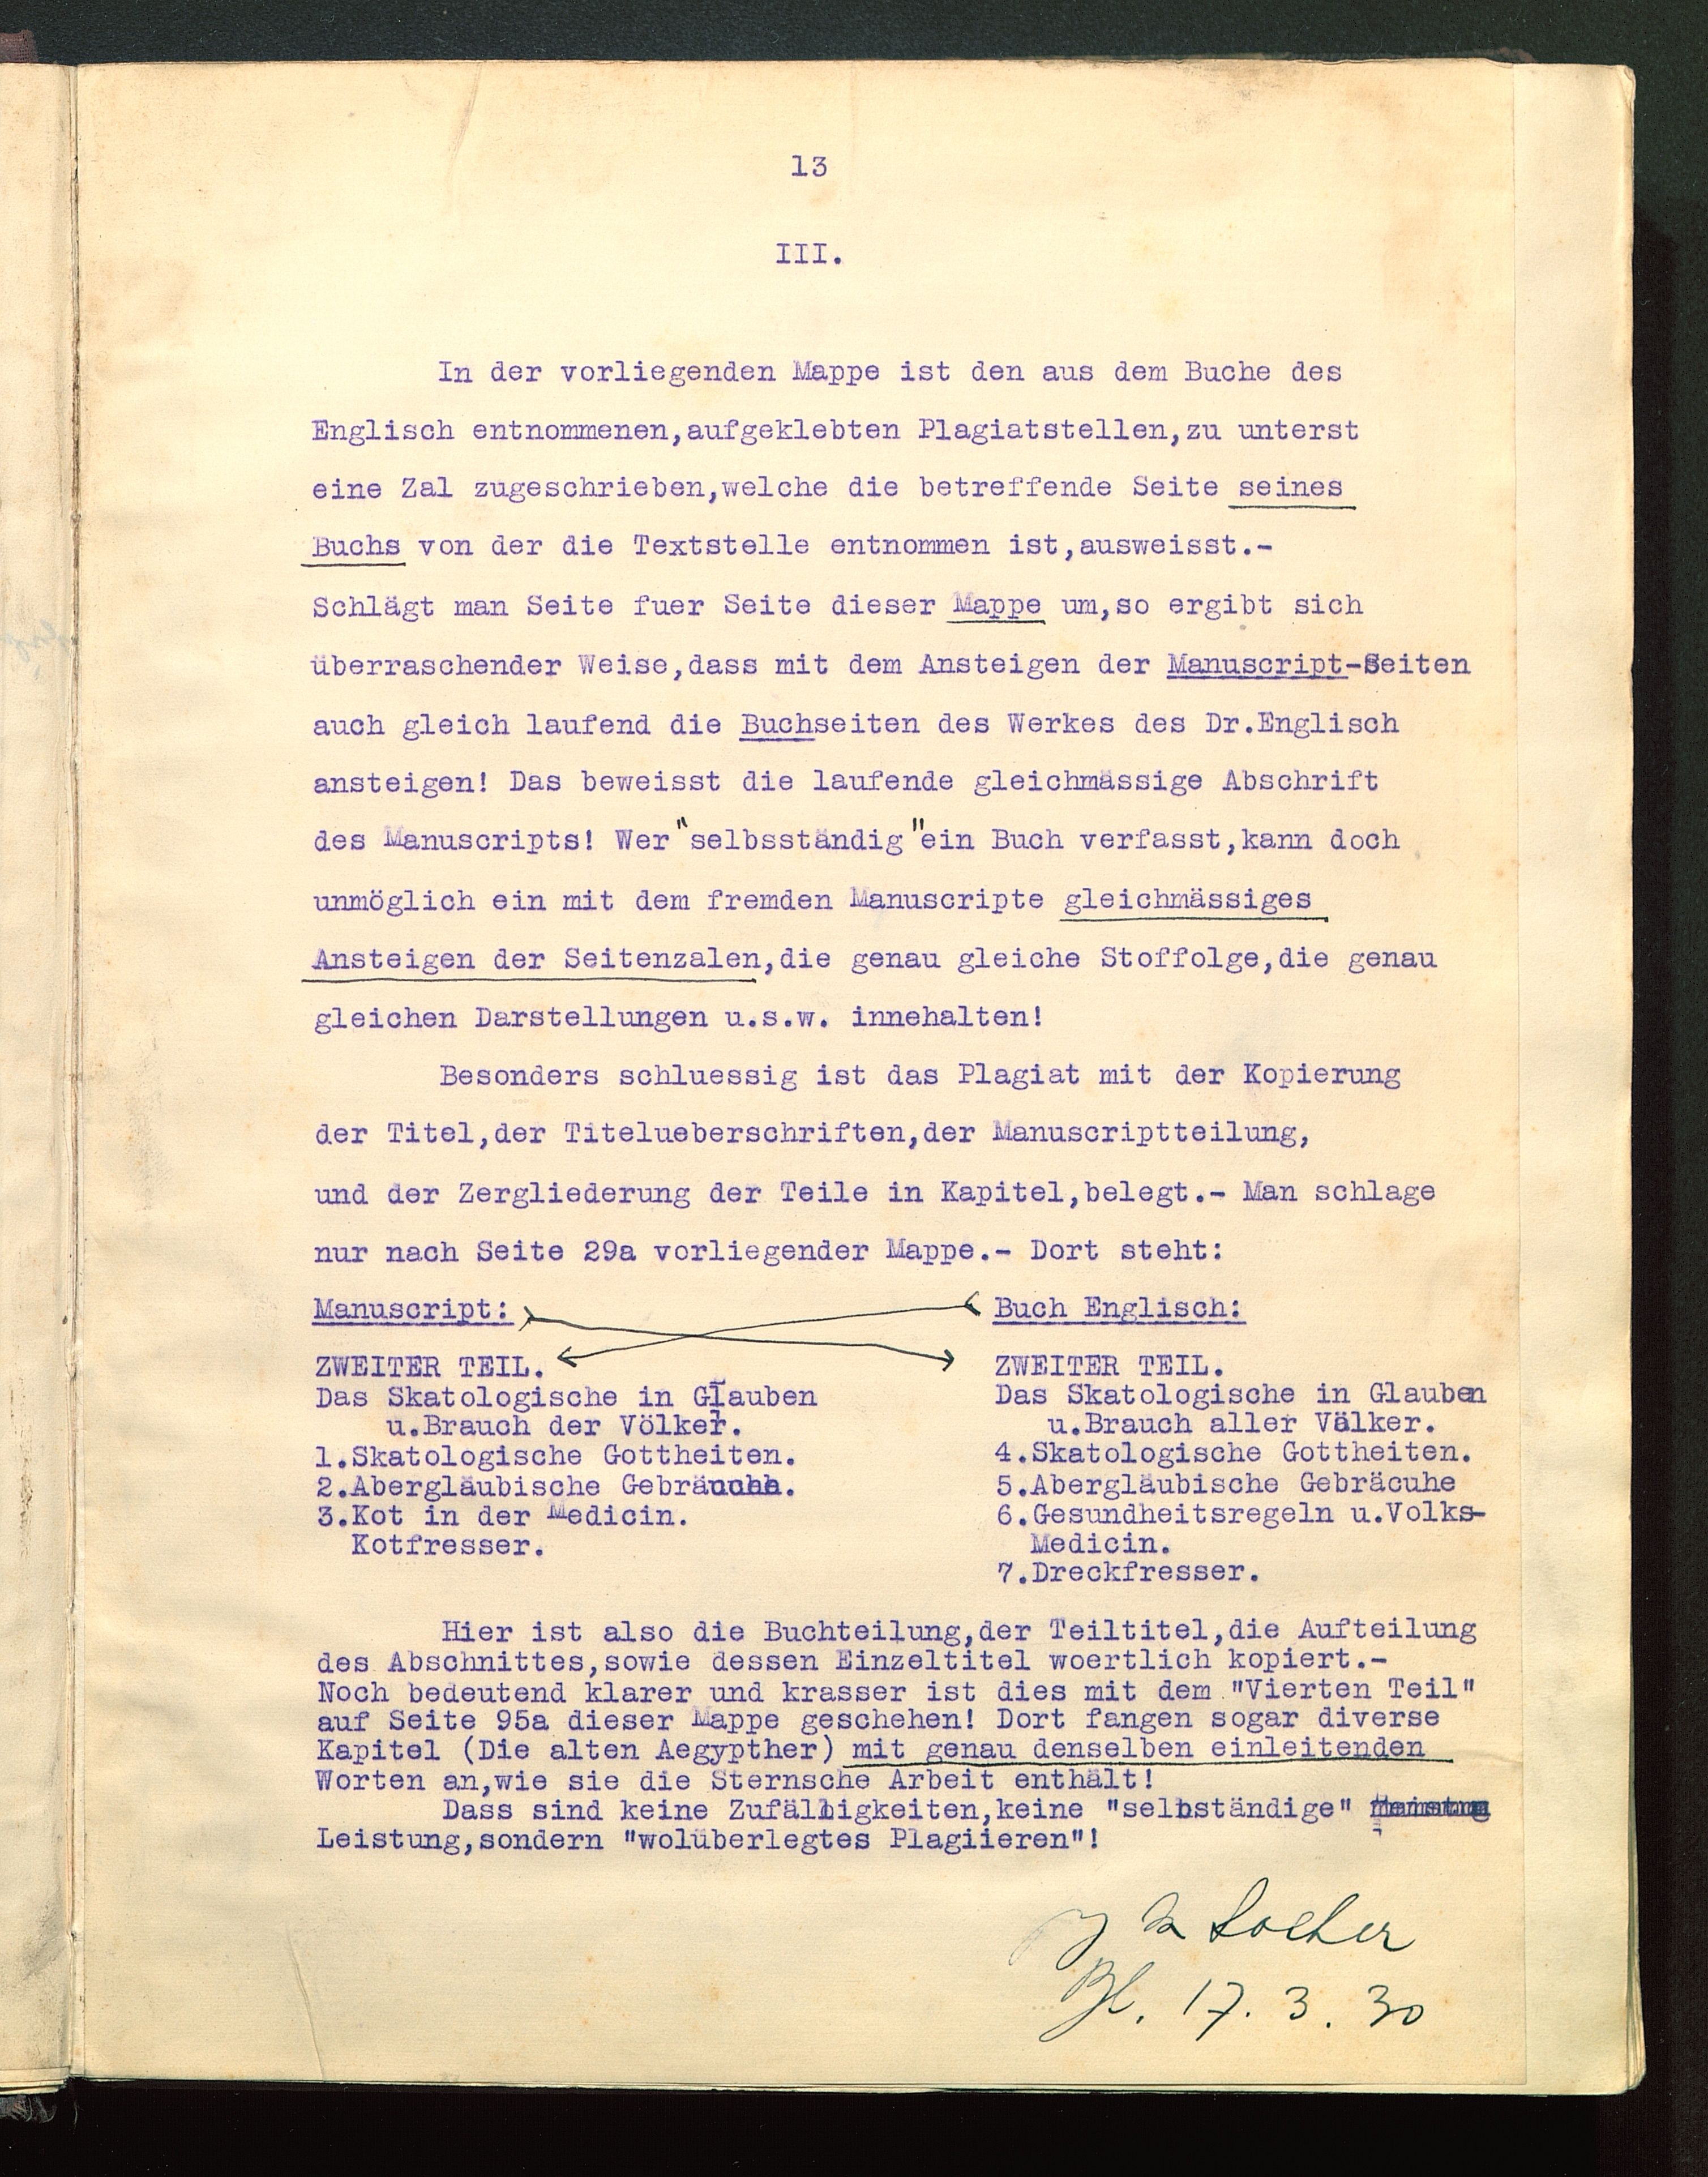 13
III.
In der vorliegenden Mappe ist den aus dem Buche des
Englisch entnommenen,aufgeklebten Plagiatstellen,zu unterst
eine Zal zugeschrieben,welche die betreffende Seite seines
Buchs von der die Textstelle entnommen ist,ausweisst.-
Schlägt man Seite fuer Seite dieser Mappe um,so ergibt sich
überraschender Weise,dass mit dem Ansteigen der Manuscript-Seiten
auch gleich laufend die Buchseiten des Werkes des Dr.Englisch
ansteigen! Das beweisst die laufende gleichmässige Abschrift
des Manuscripts! Wer "selbsständig" ein Buch verfasst,kann doch
unmöglich ein mit dem fremden Manuscripte gleichmässiges
Ansteigen der Seitenzalen,die genau gleiche Stoffolge,die genau
gleichen Darstellungen u.s.w. innehalten!
Besonders schluessig ist das Plagiat mit der Kopierung
der Titel,der Titelueberschriften,der Manuscriptteilung,
und der Zergliederung der Teile in Kapitel,belegt.- Man schlage
nur nach Seite 29a vorliegender Mappe.- Dort steht:
Manuscript:
ZWEITER TEIL.
Das Skatologische in Glauben
u.Brauch der Völker.
1.Skatologische Gottheiten.
2.Abergläubische Gebräuche.
3.Kot in der Medicin.
Kotfresser.
Buch Englisch:
ZWEITER TEIL.
Das Skatologische in Glauben
u.Brauch aller Völker.
4.Skatologische Gottheiten.
5.Abergläubische Gebräcuhe
6.Gesundheitsregeln u.Volks-
Medicin.
7.Dreckfresser.
Hier ist also die Buchteilung,der Teiltitel,die Aufteilung
des Abschnittes,sowie dessen Einzeltitel woertlich kopiert.-
Noch bedeutend klarer und krasser ist dies mit dem "Vierten Teil"
auf Seite 95a dieser Mappe geschehen! Dort fangen sogar diverse
Kapitel (Die alten Aegypther) mit genau denselben einleitenden
Worten an,wie sie die Sternsche Arbeit enthält!
Dass sind keine Zufälligkeiten,keine "selbständige"
Leistung,sondern "wolüberlegtes Plagiieren"!
Locher
Bl. 17. 3. 30